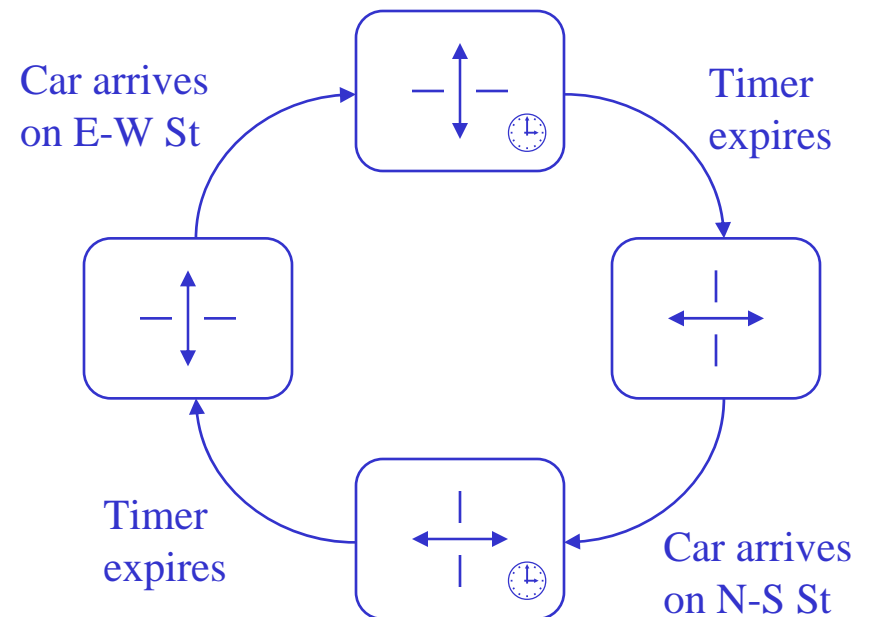 Car arrives
on E-W St
Timer
expires
Timer
expires
Car arrives
on N-S St